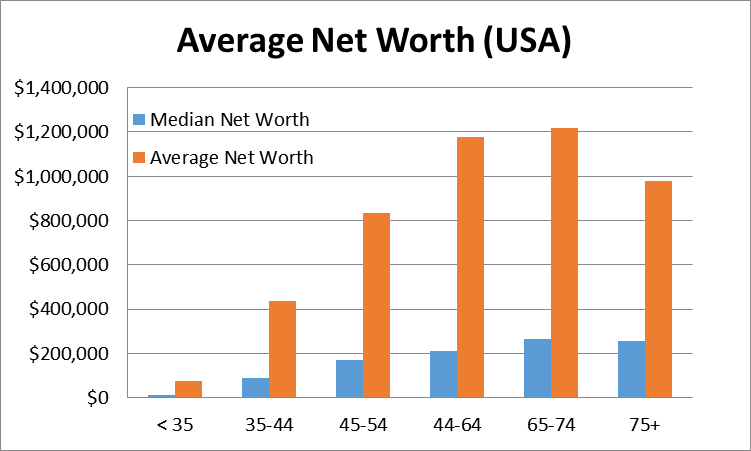 Average Net Worth (USA)
$1,400,000
$1,200,000
$1,000,000
$800,000
$600,000
$400,000
$200,000
$0
Median Net Worth
Average Net Worth
< 35 35-44 45-54 44-64 65-74 75+